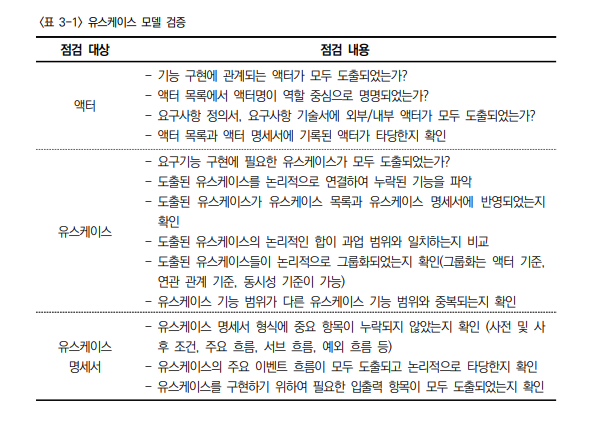 <표 3-1> 유스케이스 모델 검증
점검 대상 점검 내용
액터
- 기능 구현에 관계되는 액터가 모두 도출되었는가?
- 액터 목록에서 액터명이 역할 중심으로 명명되었는가?
- 요구사항 정의서, 요구사항 기술서에 외부/내부 액터가 모두 도출되었는가?
- 액터 목록과 액터 명세서에 기록된 액터가 타당한지 확인
유스케이스
- 요구기능 구현에 필요한 유스케이스가 모두 도출되었는가?
- 도출된 유스케이스를 논리적으로 연결하여 누락된 기능을 파악
- 도출된 유스케이스가 유스케이스 목록과 유스케이스 명세서에 반영되었는지
확인
- 도출된 유스케이스의 논리적인 합이 과업 범위와 일치하는지 비교
- 도출된 유스케이스들이 논리적으로 그룹화되었는지 확인(그룹화는 액터 기준,
연관 관계 기준, 동시성 기준이 가능)
- 유스케이스 기능 범위가 다른 유스케이스 기능 범위와 중복되는지 확인
유스케이스
명세서
- 유스케이스 명세서 형식에 중요 항목이 누락되지 않았는지 확인 (사전 및 사
후 조건, 주요 흐름, 서브 흐름, 예외 흐름 등)
- 유스케이스의 주요 이벤트 흐름이 모두 도출되고 논리적으로 타당한지 확인
- 유스케이스를 구현하기 위하여 필요한 입출력 항목이 모두 도출되었는지 확인